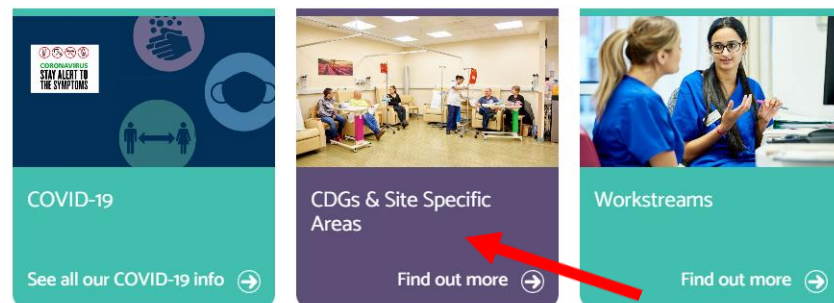 CORONAVIRUS
STAY ALERT TO
THE SYMPTOMS
COVID-19
See all our COVID-19 info
CDGs & Site Specific
Areas
Find out more
Workstreams
Find out more